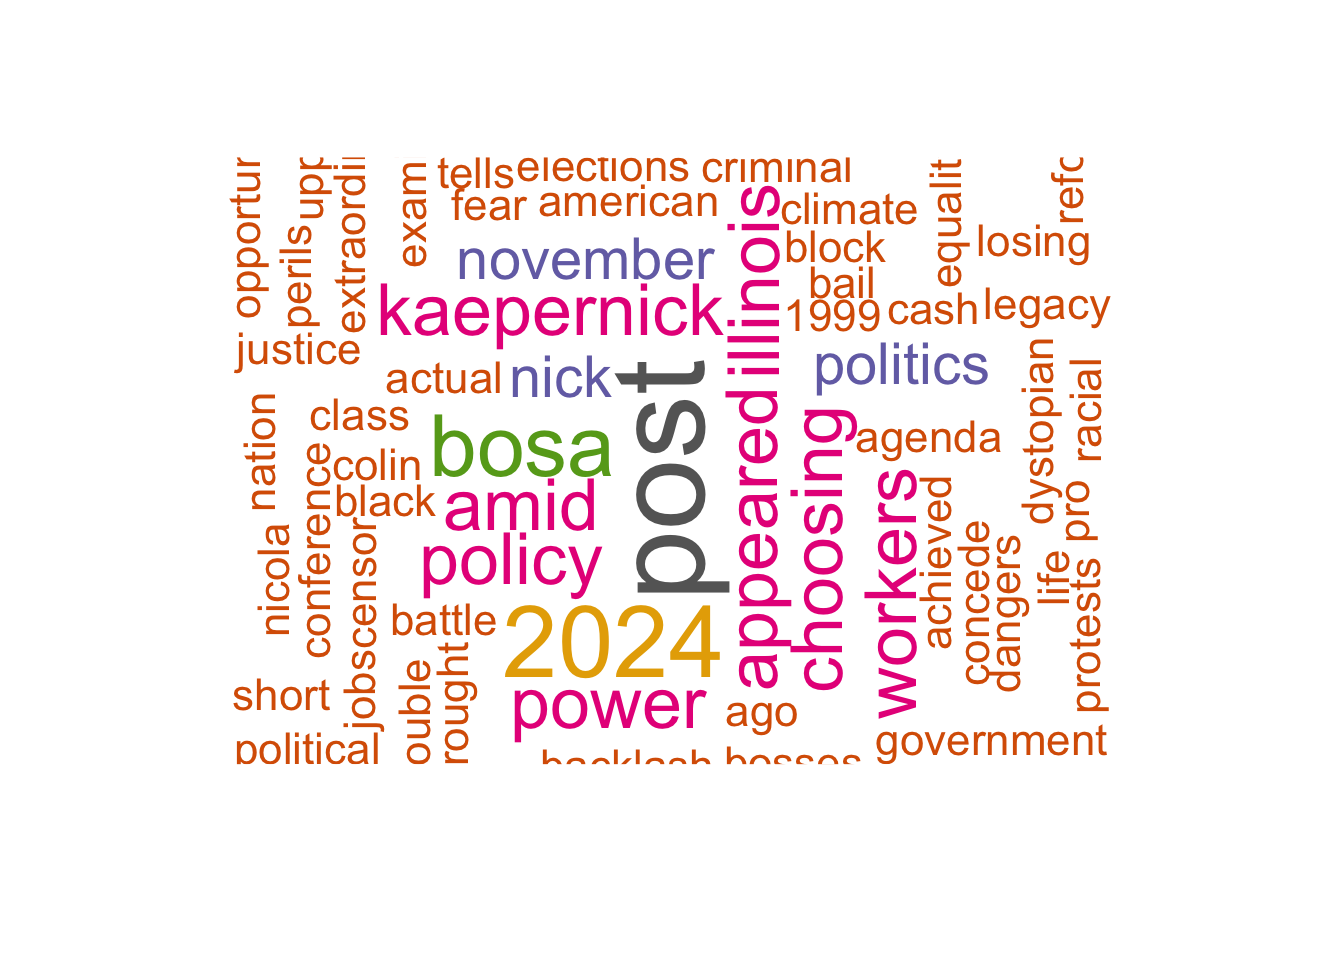 opportur
perils
upp
extraordi
exam
tells
elections
criminal
fear
american
climate
equalit
refo
november
block
losing
bail
kaepernick
illinois
1999
cash
legacy
justice
actual
nick
post
politics
dystopian
racial
nation
class
bosa
appeared
choosing
agenda
conference
colin
black
amid
workers
achieved
pro
nicola
jobscensor
policy
concede
dangers
life
protests
battle
2024
short
ouble
rought
power
ago
political
backlash
bosses
government